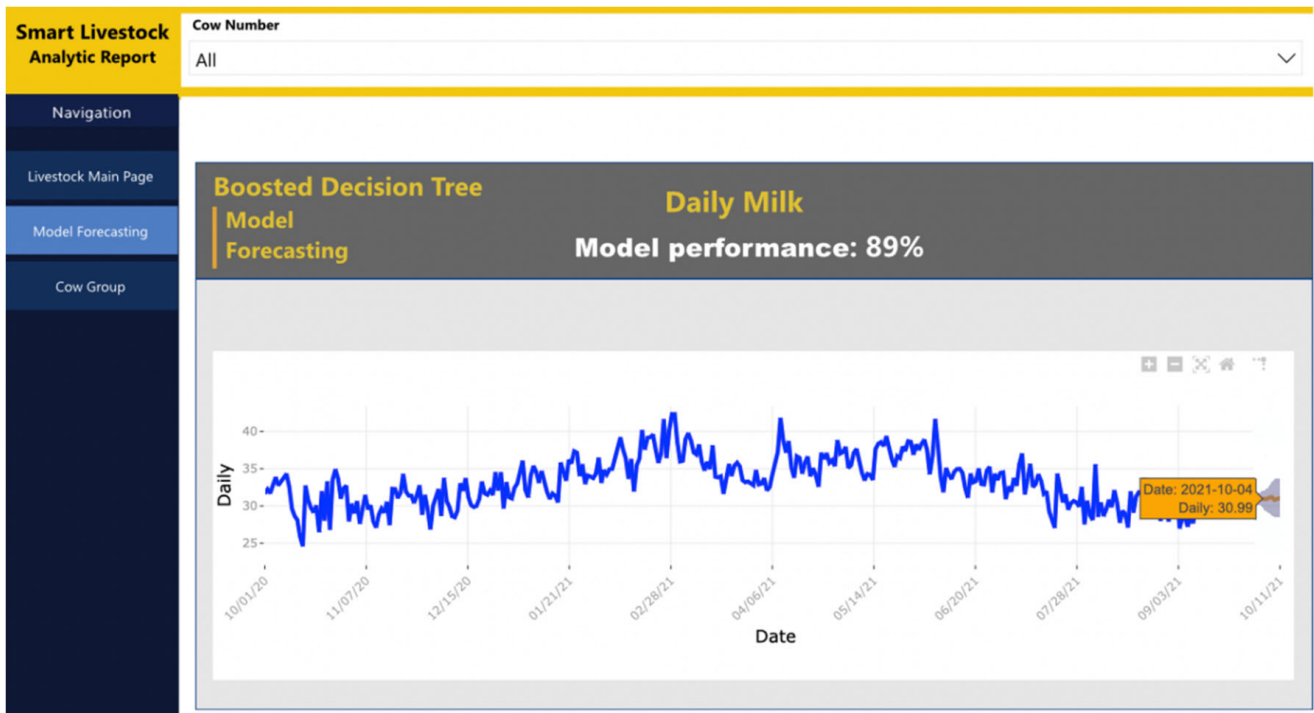 Smart Livestock
Analytic Report
Cow Number
All
Navigation
Livestock Main Page
Model Forecasting
Cow Group
Boosted Decision Tree
Model
Forecasting
Daily Milk
Model performance: 89%
Daily
40
35
30
25
Date: 2021-10-04
Daily: 30.99
10/01/20
11/07/20
12/15/20
01/21/21
02/28/21
04/06/21
05/14/21
06/20/21
07/28/21
09/03/21
10/11/21
Date